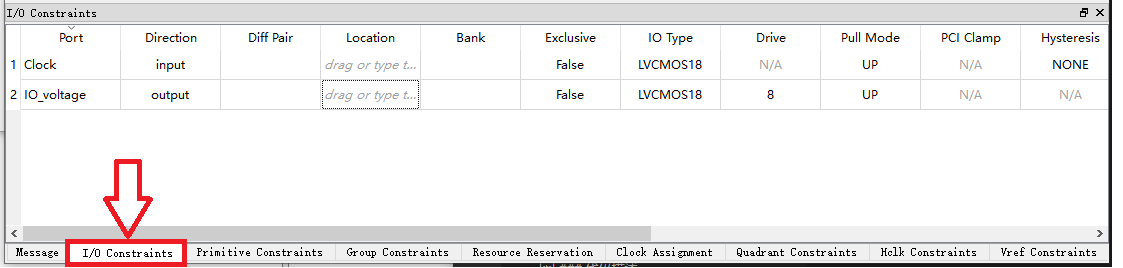 I/O Constraints
Port Direction Diff Pair Location Bank Exclusive IO Type Drive Pull Mode PCI Clamp Hysteresis
1 Clock input drag or type t... False LVCMOS18 N/A UP N/A NONE
2 IO_voltage output drag or type t... False LVCMOS18 8 UP N/A N/A
Message I/O Constraints Primitive Constraints Group Constraints Resource Reservation Clock Assignment Quadrant Constraints Hclk Constraints Vref Constraints